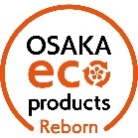 OSAKA
eco
products
Reborn